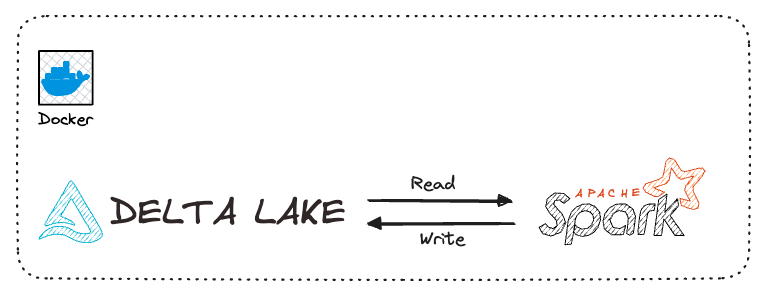 Docker
Read
APACHE
DELTA LAKE
Spark
Write